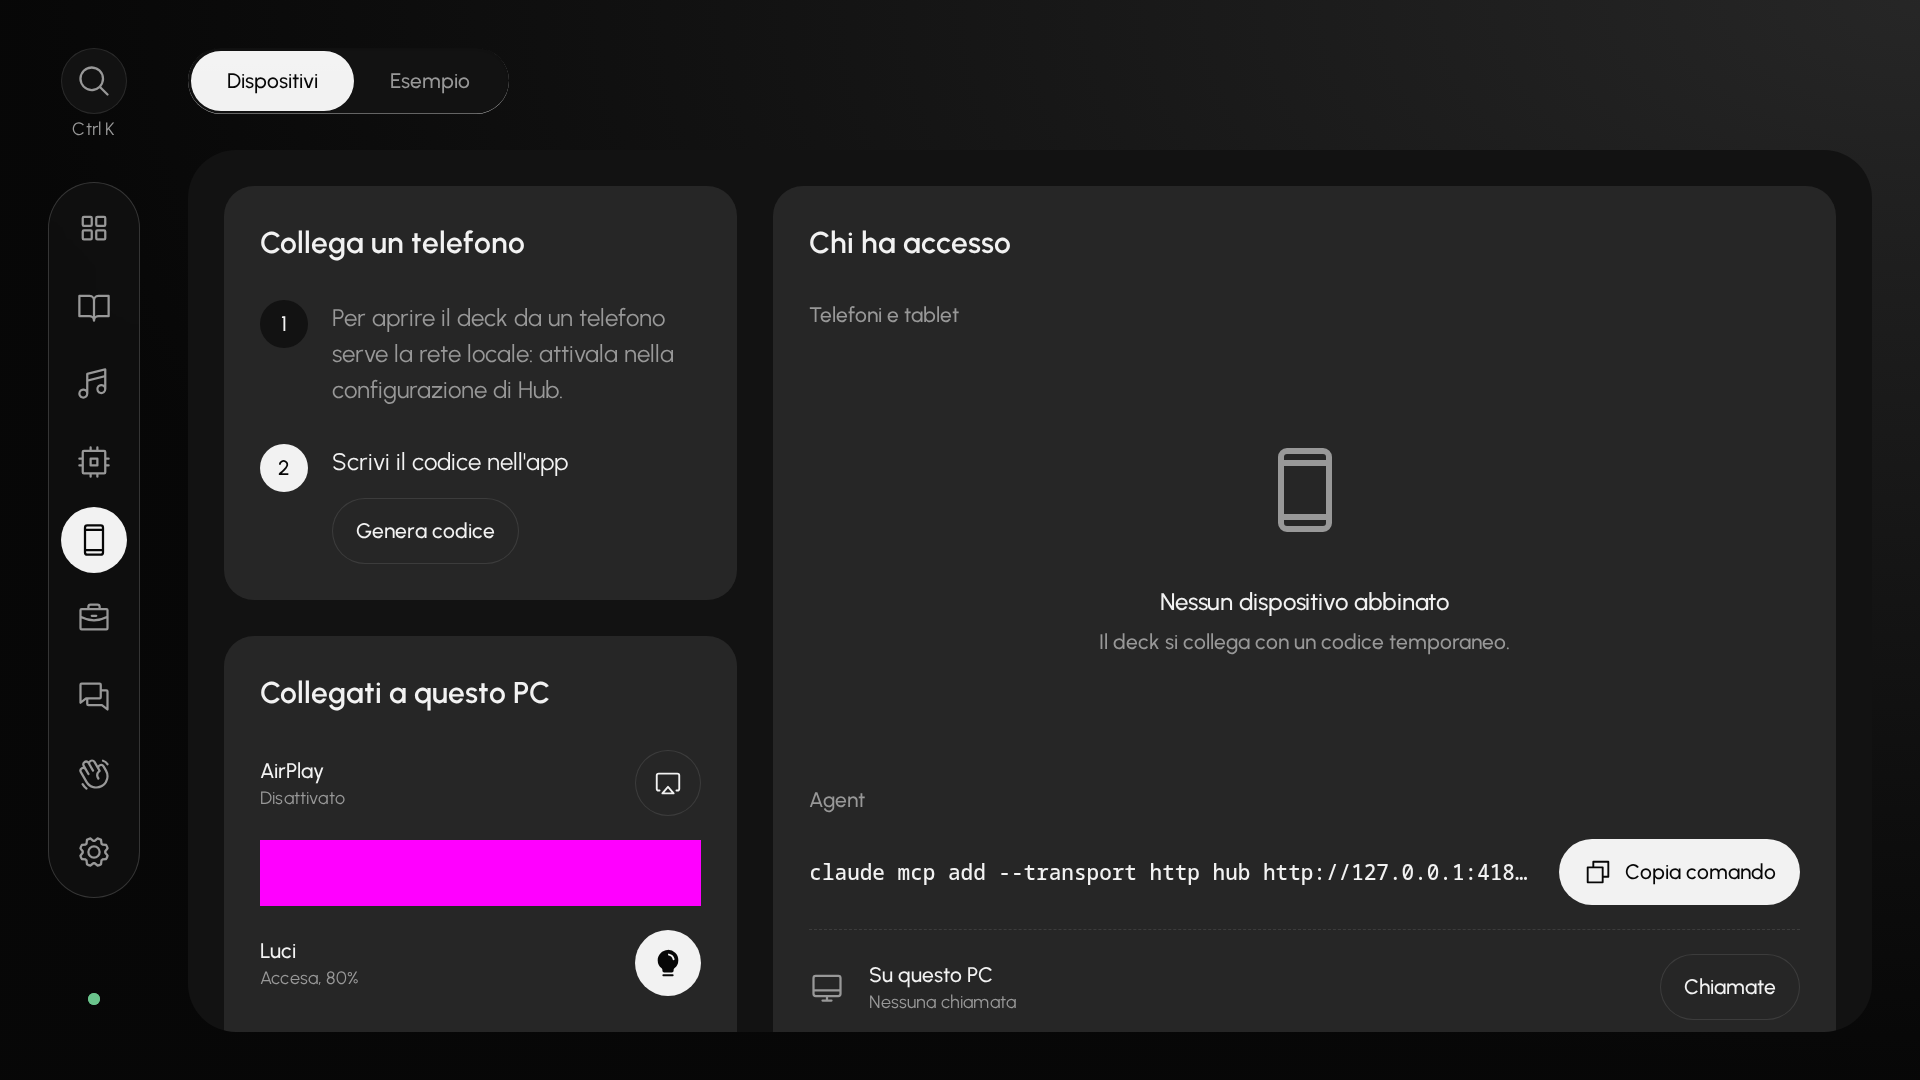 Ctrl K
Dispositivi
Esempio
Collega un telefono
1
Per aprire il deck da un telefono
serve la rete locale: attivala nella
configurazione di Hub.
2
Scrivi il codice nell'app
Genera codice
Collegati a questo PC
AirPlay
Disattivato
Luci
Accesa, 80%
Chi ha accesso
Telefoni e tablet
Nessun dispositivo abbinato
Il deck si collega con un codice temporaneo.
Agent
claude mcp add --transport http hub http://127.0.0.1:418…
Copia comando
Su questo PC
Nessuna chiamata
Chiamate